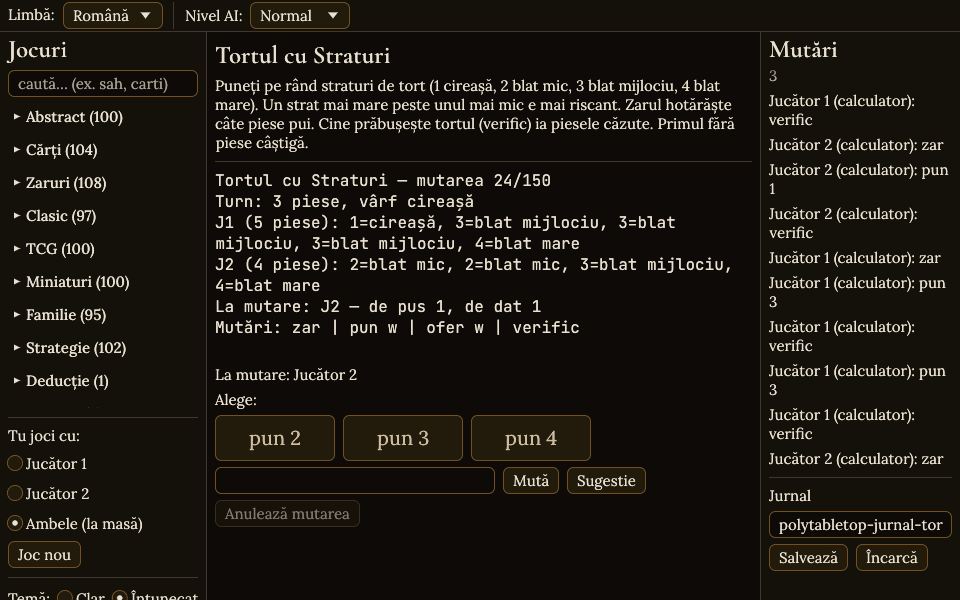 Limbă: Română ▼ Nivel AI: Normal ▼
Jocuri
caută... (ex. sah, carti)
▸ Abstract (100)
▸ Cărți (104)
▸ Zaruri (108)
▸ Clasic (97)
▸ TCG (100)
▸ Miniaturi (100)
▸ Familie (95)
▸ Strategie (102)
▸ Deducție (1)
Tu joci cu:
Jucător 1
Jucător 2
Ambele (la masă)
Joc nou
Temă: Clar Întunecat
Tortul cu Straturi
Puneți pe rând straturi de tort (1 cireașă, 2 blat mic, 3 blat mijlociu, 4 blat
mare). Un strat mai mare peste unul mai mic e mai riscant. Zarul hotărăște
câte piese pui. Cine prăbușește tortul (verific) ia piesele căzute. Primul fără
piese câștigă.
Tortul cu Straturi — mutarea 24/150
Turn: 3 piese, vârf cireașă
J1 (5 piese): 1=cireașă, 3=blat mijlociu, 3=blat
mijlociu, 3=blat mijlociu, 4=blat mare
J2 (4 piese): 2=blat mic, 2=blat mic, 3=blat mijlociu,
4=blat mare
La mutare: J2 — de pus 1, de dat 1
Mutări: zar | pun w | ofer w | verific
La mutare: Jucător 2
Alege:
pun 2 pun 3 pun 4
Mută Sugestie
Anulează mutarea
Mutări
3
Jucător 1 (calculator):
verific
Jucător 2 (calculator): zar
Jucător 2 (calculator): pun
1
Jucător 2 (calculator):
verific
Jucător 1 (calculator): zar
Jucător 1 (calculator): pun
3
Jucător 1 (calculator):
verific
Jucător 1 (calculator): pun
3
Jucător 1 (calculator):
verific
Jucător 2 (calculator): zar
Jurnal
polytabletop-jurnal-tor
Salvează Încarcă